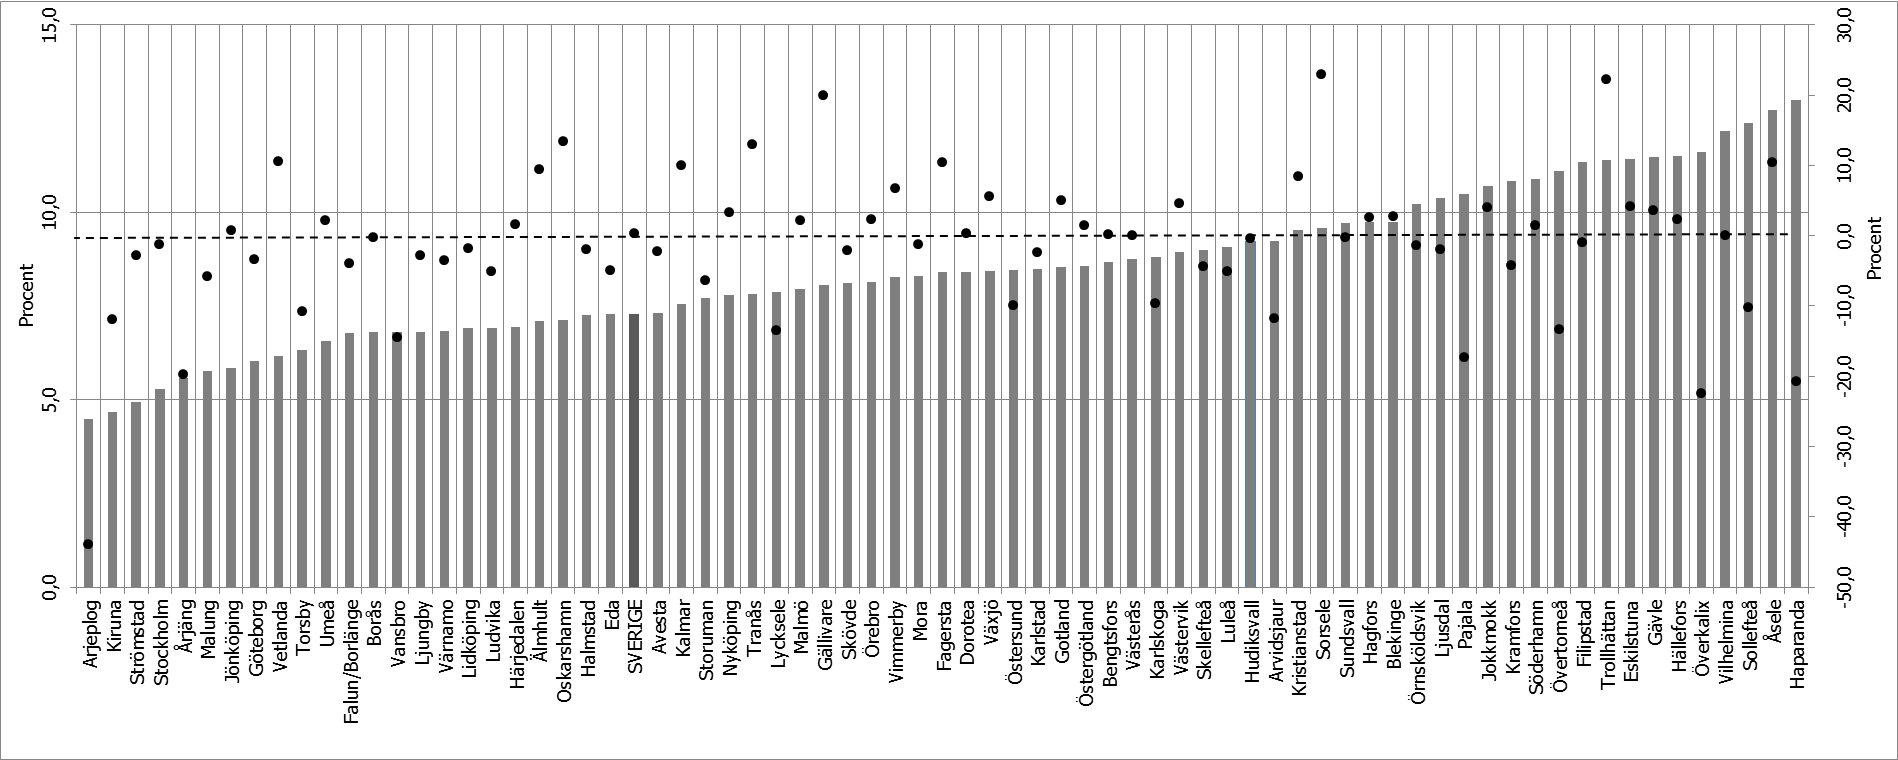 15,0
10,0
5,0
0,0
Procent
30,0
20,0
10,0
0,0
-10,0
-20,0
-30,0
-40,0
-50,0
Procent
Arjeplog
Kiruna
Strömstad
Stockholm
Årjäng
Malung
Jönköping
Göteborg
Vetlanda
Torsby
Umeå
Falun/Borlänge
Borås
Vansbro
Ljungby
Värnamo
Lidköping
Ludvika
Härjedalen
Älmhult
Oskarshamn
Halmstad
Eda
SVERIGE
Avesta
Kalmar
Storuman
Nyköping
Tranås
Lycksele
Malmö
Gällivare
Skövde
Örebro
Vimmerby
Mora
Fagersta
Dorotea
Växjö
Östersund
Karlstad
Gotland
Östergötland
Bengtsfors
Västerås
Karlskoga
Västervik
Skellefteå
Luleå
Hudiksvall
Arvidsjaur
Kristianstad
Sorsele
Sundsvall
Hagfors
Blekinge
Örnsköldsvik
Ljusdal
Pajala
Jokkmokk
Kramfors
Söderhamn
Övertorneå
Filipstad
Trollhättan
Eskilstuna
Gävle
Hällefors
Överkalix
Vilhelmina
Sollefteå
Åsele
Haparanda